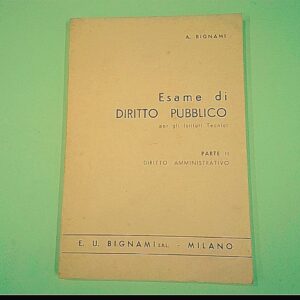 A. BIGNAMI
Esame di
DIRITTO PUBBLICO
per gli Istituti Tecnici
PARTE II
DIRITTO AMMINISTRATIVO
E. U. BIGNAMI S.R.L. - MILANO